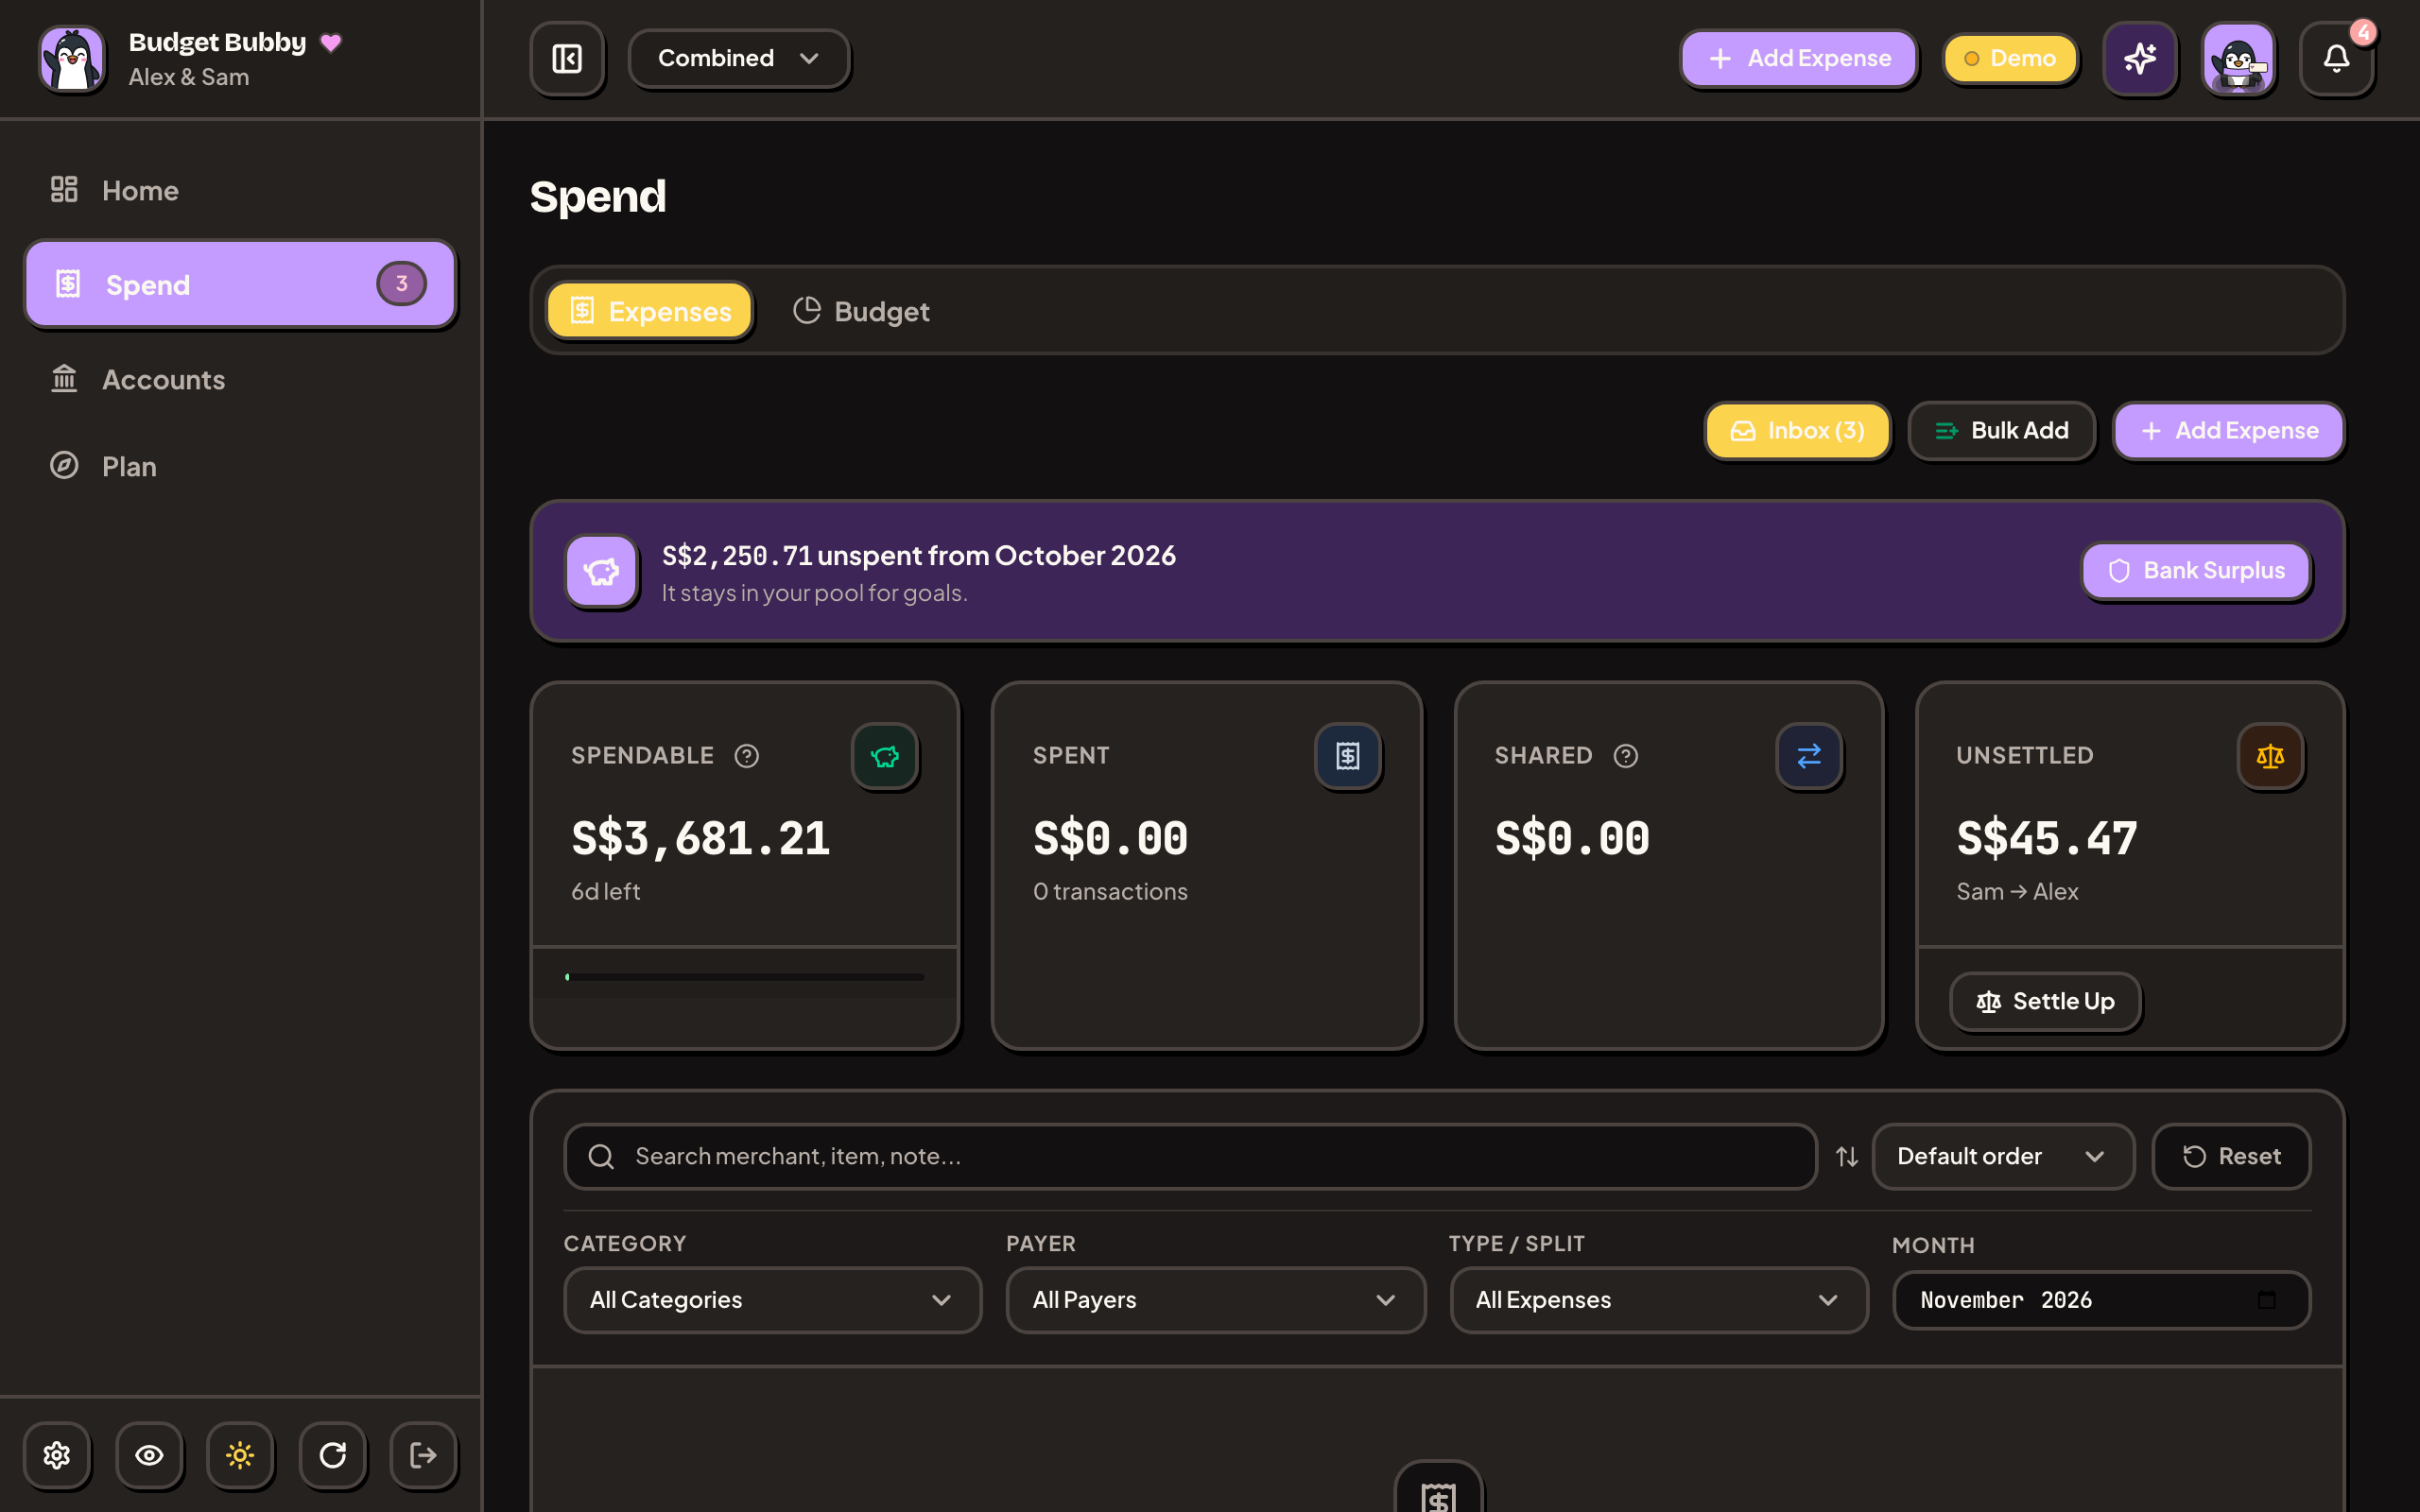 Budget Bubby
Alex & Sam
Combined
Add Expense
Demo
4
Home
Spend
3
Accounts
Plan
Spend
Expenses
Budget
Inbox (3)
Bulk Add
Add Expense
S$2,250.71 unspent from October 2026
It stays in your pool for goals.
Bank Surplus
SPENDABLE
S$3,681.21
6d left
SPENT
S$0.00
0 transactions
SHARED
S$0.00
UNSETTLED
S$45.47
Sam → Alex
Settle Up
Search merchant, item, note...
Default order
Reset
CATEGORY
All Categories
PAYER
All Payers
TYPE / SPLIT
All Expenses
MONTH
November 2026